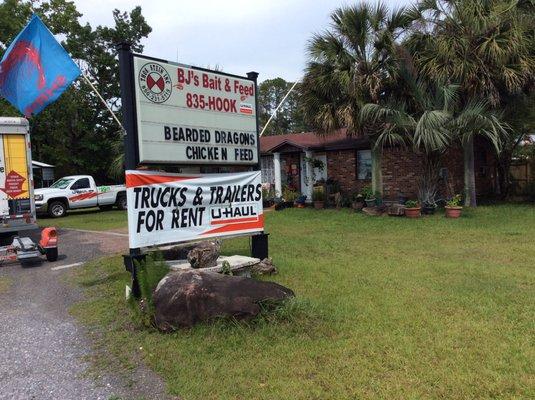 BJ's Bait & Feed
835-HOOK
BEARDED DRAGONS
CHICKEN FEED
TRUCKS & TRAILERS
FOR RENT U-HAUL